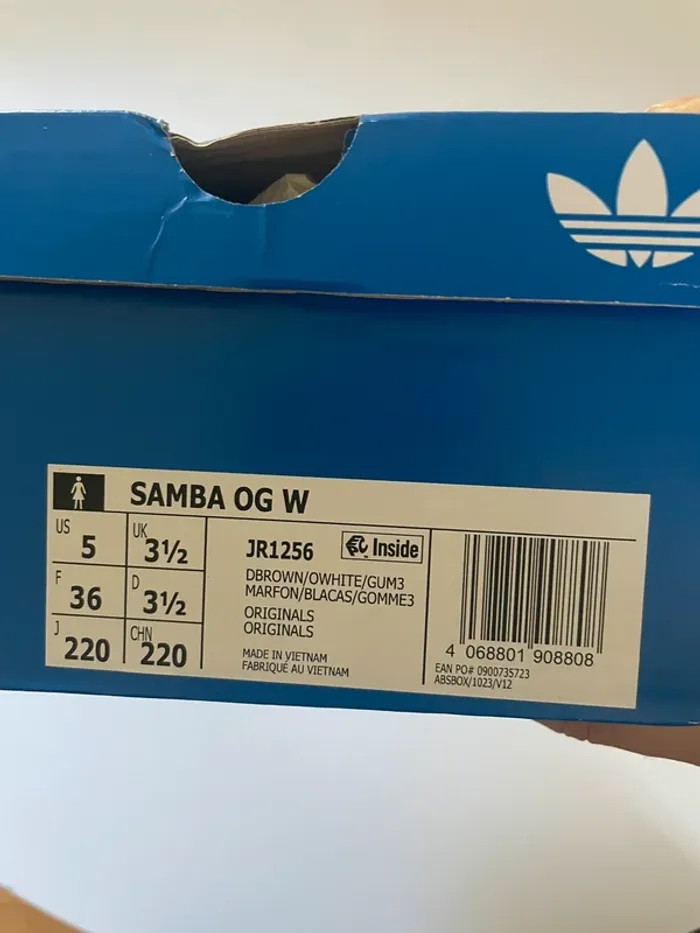 SAMBA OG W
US 5
UK 3½
F 36
D 3½
J 220
CHN 220
JR1256
Inside
DBROWN/OWHITE/GUM3
MARFON/BLACAS/GOMME3
ORIGINALS
ORIGINALS
MADE IN VIETNAM
FABRIQUÉ AU VIETNAM
4 068801 908808
EAN PO# 0900735723
ABSBOX/1023/V12